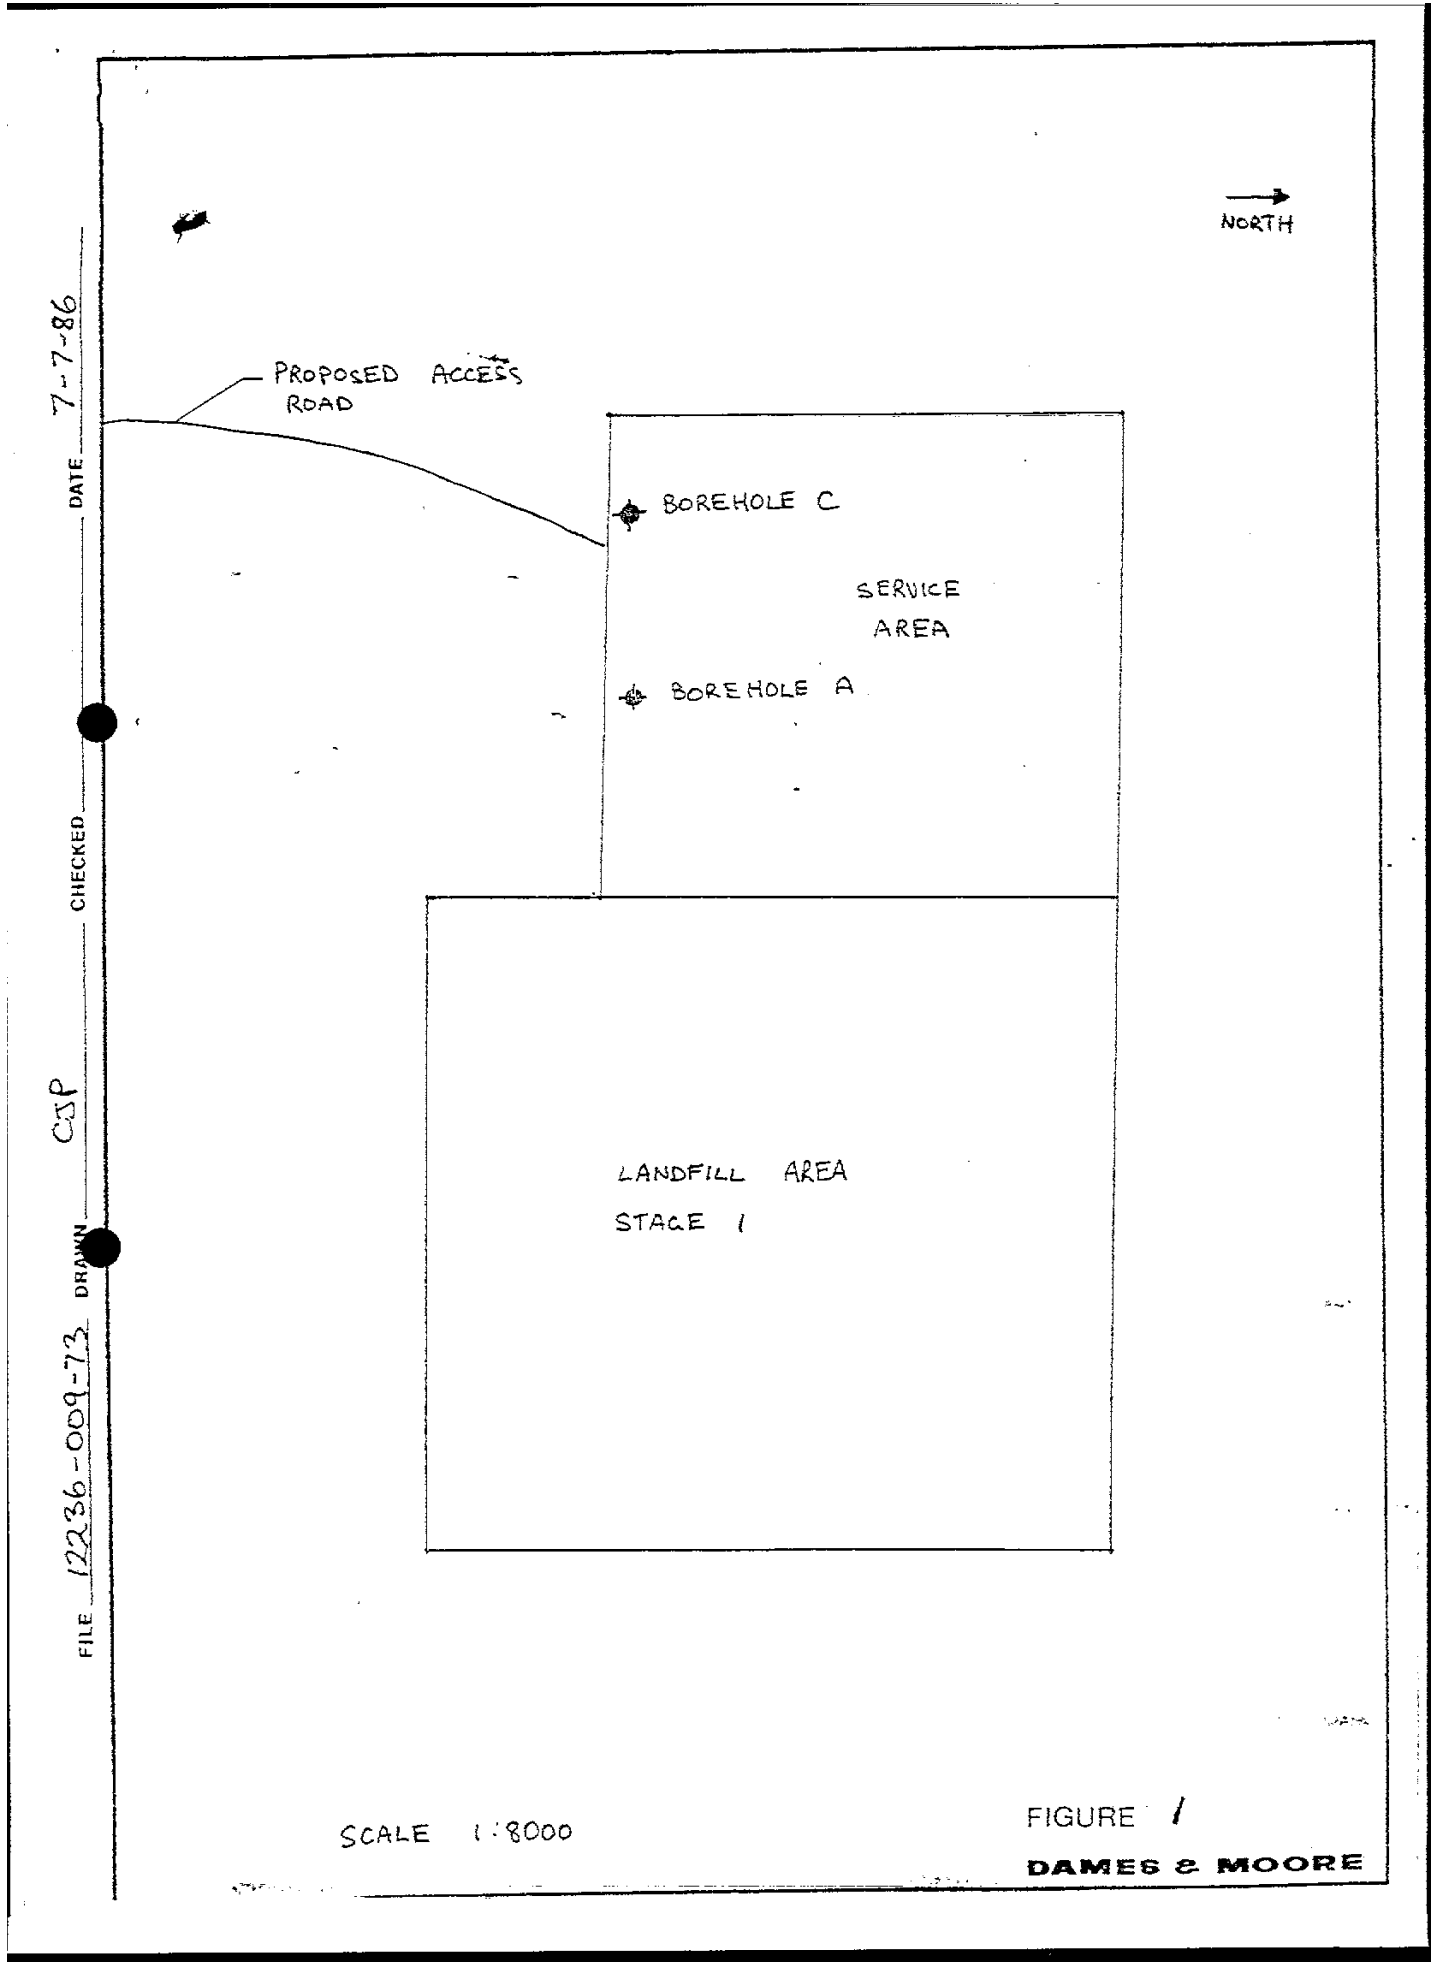 NORTH
PROPOSED ACCESS
ROAD
BOREHOLE C
SERVICE
AREA
BOREHOLE A
LANDFILL AREA
STAGE 1
SCALE 1:8000
FIGURE 1
DAMES & MOORE
FILE 12236-009-73 DRAWN CJP CHECKED DATE 7-7-86